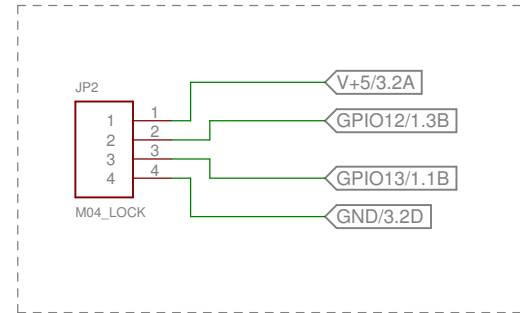 V+5/3.2A
JP2
1 1
GPIO12/1.3B
2 2
3 3
4 4
GPIO13/1.1B
M04_LOCK
GND/3.2D